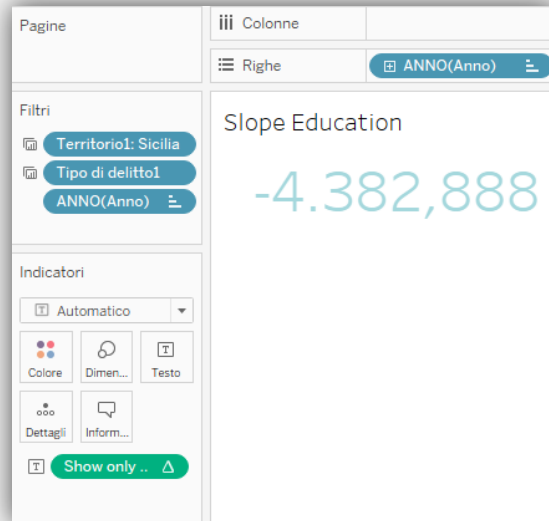 Pagine
Colonne
Righe
ANNO(Anno)
Filtri
Territorio1: Sicilia
Tipo di delitto1
ANNO(Anno)
Slope Education
-4.382,888
Indicatori
Automatico
Colore
Dimen...
Testo
Dettagli
Inform...
Show only ..